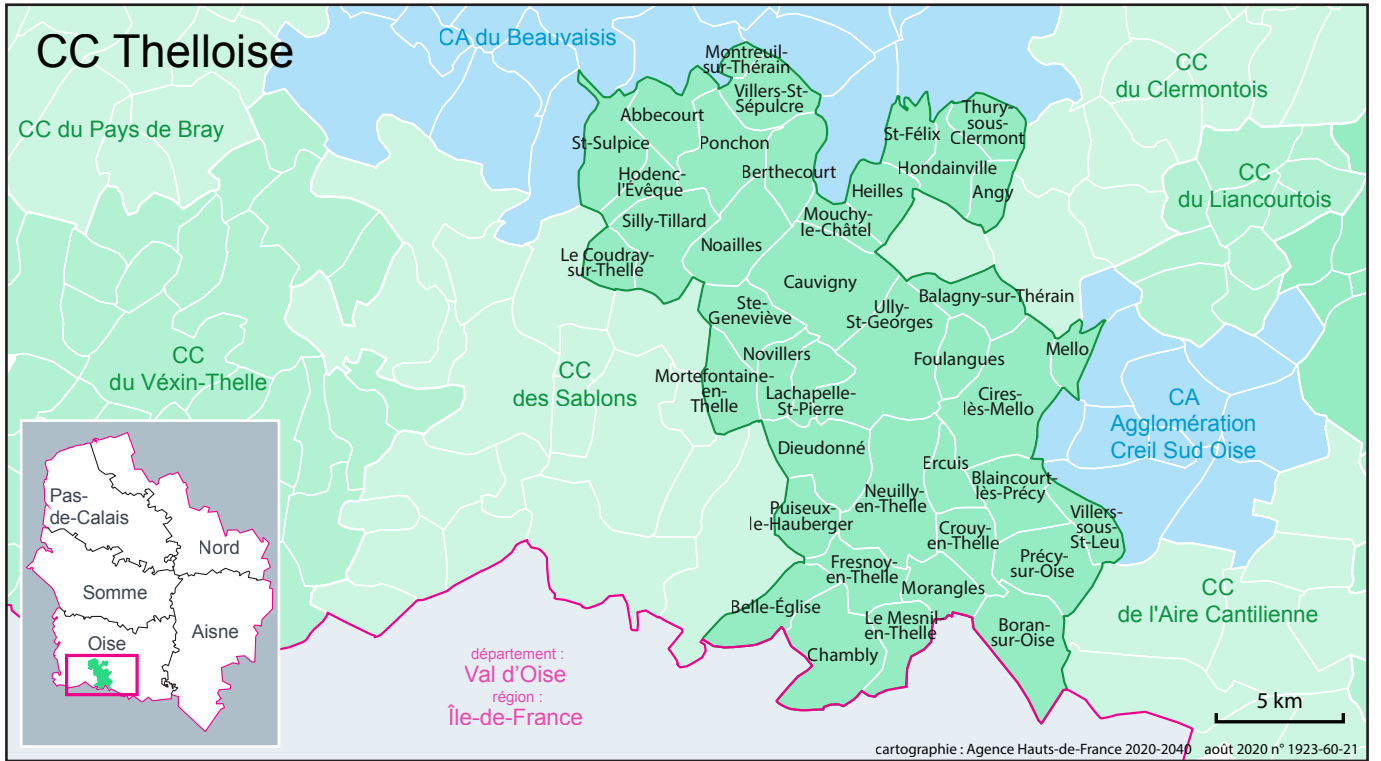 CC Thelloise
CA du Beauvaisis
CC
du Clermontois
CC du Pays de Bray
CC
du Liancourtois
CC
du Véxin-Thelle
CC
des Sablons
CA
Agglomération
Creil Sud Oise
CC
de l'Aire Cantilienne
Montreuil-
sur-Thérain
Villers-St-
Sépulcre
Abbecourt
St-Sulpice
Ponchon
Hodenc-
l'Évêque
Berthecourt
St-Félix
Thury-
sous-
Clermont
Hondainville
Heilles
Angy
Silly-Tillard
Mouchy-
le-Châtel
Noailles
Le Coudray-
sur-Thelle
Cauvigny
Ste-
Geneviève
Ully-
St-Georges
Balagny-sur-Thérain
Novillers
Foulangues
Mello
Mortefontaine-
en-
Thelle
Lachapelle-
St-Pierre
Cires-
lès-Mello
Dieudonné
Ercuis
Blaincourt-
lès-Précy
Neuilly-
en-Thelle
Puiseux-
le-Hauberger
Crouy-
en-Thelle
Villers-
sous-
St-Leu
Précy-
sur-Oise
Fresnoy-
en-Thelle
Morangles
Belle-Église
Le Mesnil-
en-Thelle
Boran-
sur-Oise
Chambly
Pas-
de-Calais
Nord
Somme
Aisne
Oise
département :
Val d'Oise
région :
Île-de-France
5 km
cartographie : Agence Hauts-de-France 2020-2040 août 2020 n° 1923-60-21